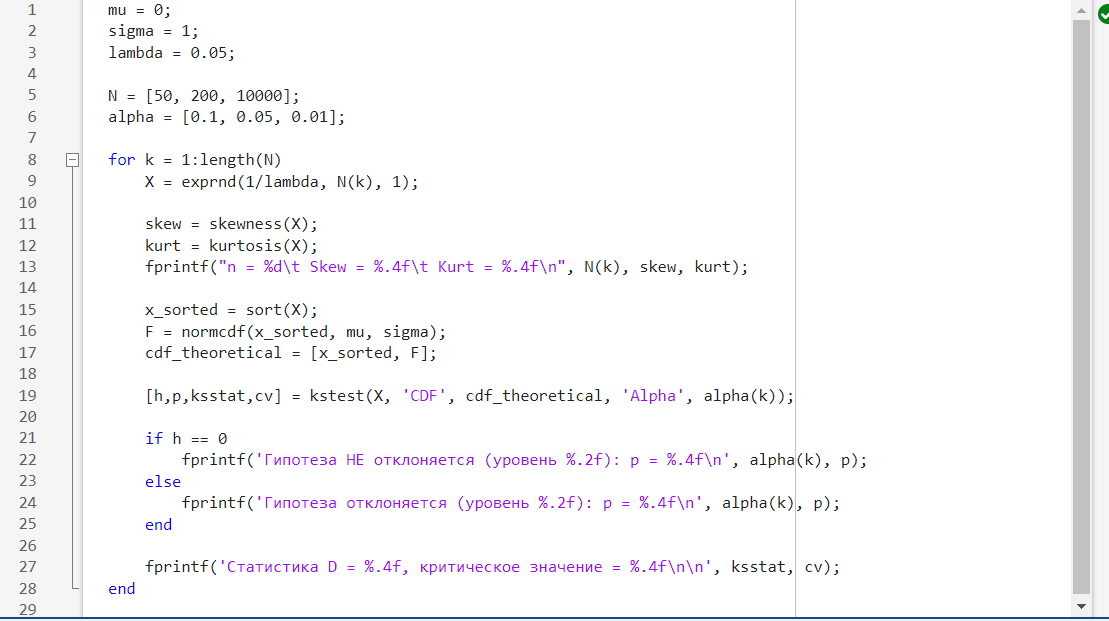 1 mu = 0;
2 sigma = 1;
3 lambda = 0.05;
4
5 N = [50, 200, 10000];
6 alpha = [0.1, 0.05, 0.01];
7
8 for k = 1:length(N)
9 X = exprnd(1/lambda, N(k), 1);
10
11 skew = skewness(X);
12 kurt = kurtosis(X);
13 fprintf("n = %d\t Skew = %.4f\t Kurt = %.4f\n", N(k), skew, kurt);
14
15 x_sorted = sort(X);
16 F = normcdf(x_sorted, mu, sigma);
17 cdf_theoretical = [x_sorted, F];
18
19 [h,p,ksstat,cv] = kstest(X, 'CDF', cdf_theoretical, 'Alpha', alpha(k));
20
21 if h == 0
22 fprintf('Гипотеза НЕ отклоняется (уровень %.2f): p = %.4f\n', alpha(k), p);
23 else
24 fprintf('Гипотеза отклоняется (уровень %.2f): p = %.4f\n', alpha(k), p);
25 end
26
27 fprintf('Статистика D = %.4f, критическое значение = %.4f\n\n', ksstat, cv);
28 end
29